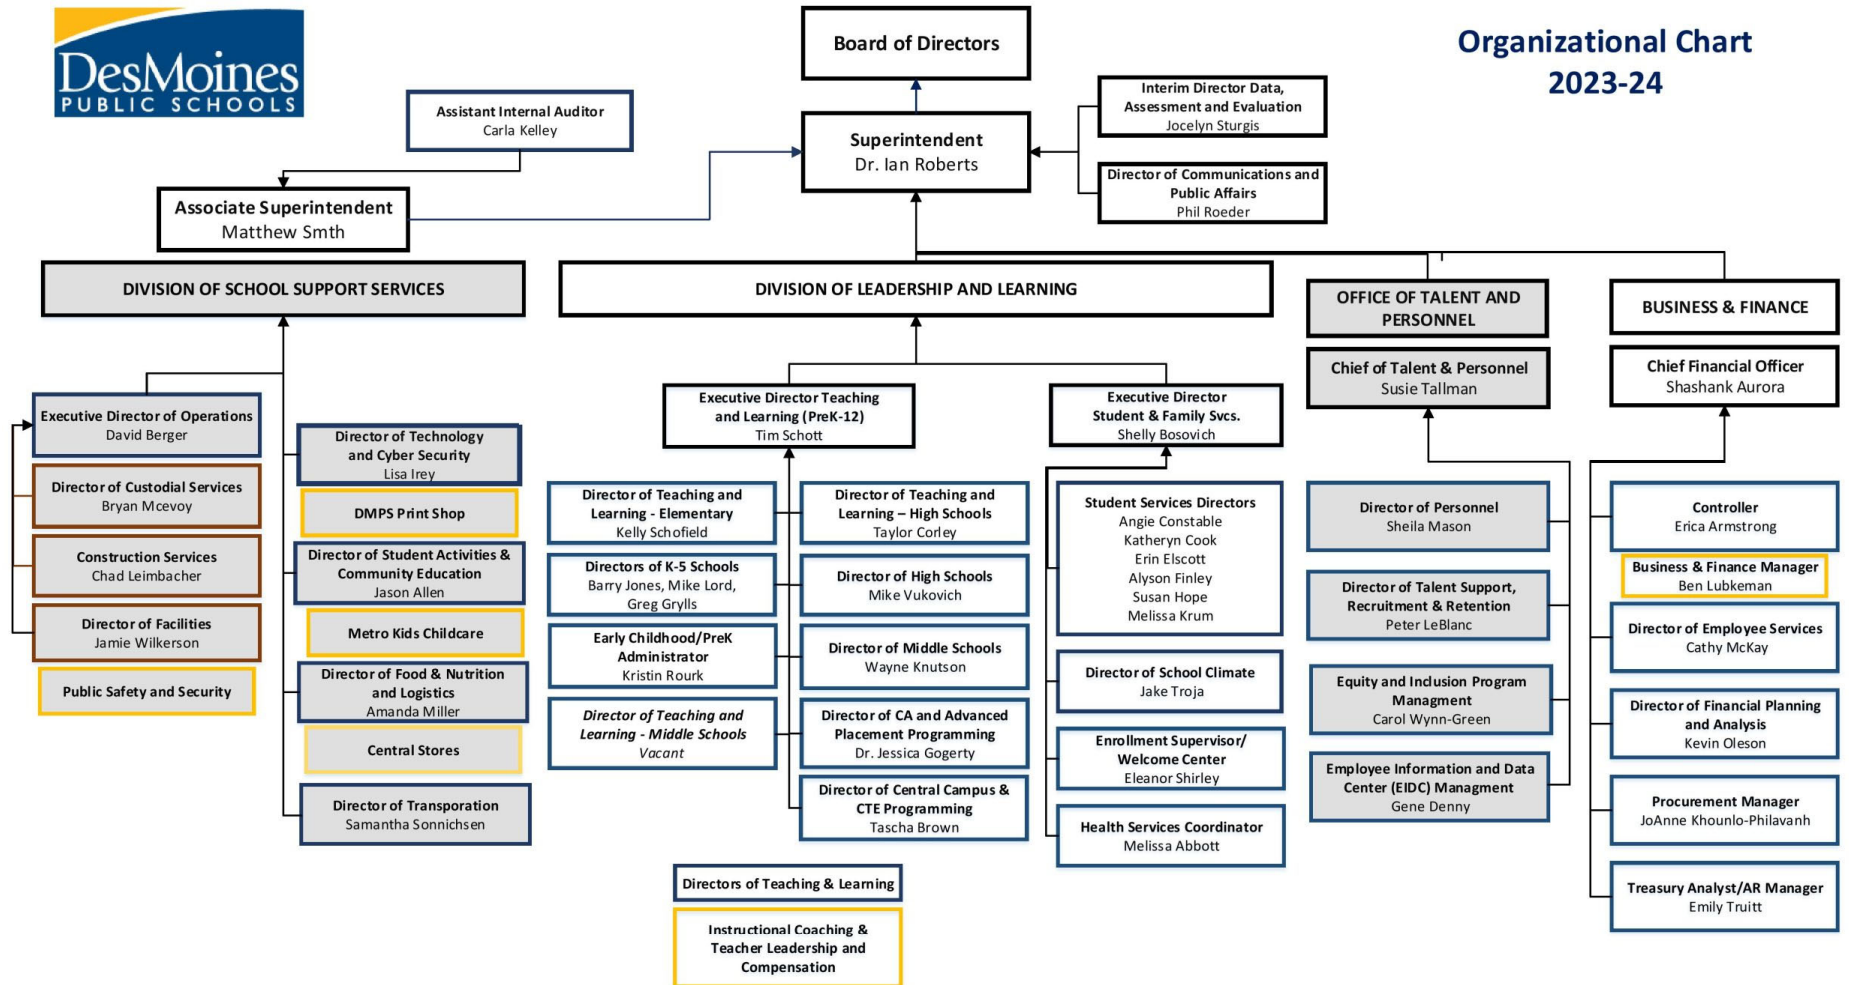 DesMoines
PUBLIC SCHOOLS
Organizational Chart
2023-24
Board of Directors
Assistant Internal Auditor
Carla Kelley
Superintendent
Dr. Ian Roberts
Interim Director Data,
Assessment and Evaluation
Jocelyn Sturgis
Director of Communications and
Public Affairs
Phil Roeder
Associate Superintendent
Matthew Smth
DIVISION OF SCHOOL SUPPORT SERVICES
Executive Director of Operations
David Berger
Director of Custodial Services
Bryan Mcevoy
Construction Services
Chad Leimbacher
Director of Facilities
Jamie Wilkerson
Public Safety and Security
Director of Technology
and Cyber Security
Lisa Irey
DMPS Print Shop
Director of Student Activities &
Community Education
Jason Allen
Metro Kids Childcare
Director of Food & Nutrition
and Logistics
Amanda Miller
Central Stores
Director of Transporation
Samantha Sonnichsen
DIVISION OF LEADERSHIP AND LEARNING
Executive Director Teaching
and Learning (PreK-12)
Tim Schott
Director of Teaching and
Learning - Elementary
Kelly Schofield
Directors of K-5 Schools
Barry Jones, Mike Lord,
Greg Grylls
Early Childhood/PreK
Administrator
Kristin Rourk
Director of Teaching and
Learning - Middle Schools
Vacant
Director of Teaching and
Learning – High Schools
Taylor Corley
Director of High Schools
Mike Vukovich
Director of Middle Schools
Wayne Knutson
Director of CA and Advanced
Placement Programming
Dr. Jessica Gogerty
Director of Central Campus &
CTE Programming
Tascha Brown
Executive Director
Student & Family Svcs.
Shelly Bosovich
Student Services Directors
Angie Constable
Katheryn Cook
Erin Elscott
Alyson Finley
Susan Hope
Melissa Krum
Director of School Climate
Jake Troja
Enrollment Supervisor/
Welcome Center
Eleanor Shirley
Health Services Coordinator
Melissa Abbott
OFFICE OF TALENT AND
PERSONNEL
Chief of Talent & Personnel
Susie Tallman
Director of Personnel
Sheila Mason
Director of Talent Support,
Recruitment & Retention
Peter LeBlanc
Equity and Inclusion Program
Managment
Carol Wynn-Green
Employee Information and Data
Center (EIDC) Managment
Gene Denny
BUSINESS & FINANCE
Chief Financial Officer
Shashank Aurora
Controller
Erica Armstrong
Business & Finance Manager
Ben Lubkeman
Director of Employee Services
Cathy McKay
Director of Financial Planning
and Analysis
Kevin Oleson
Procurement Manager
JoAnne Khounlo-Philavanh
Treasury Analyst/AR Manager
Emily Truitt
Directors of Teaching & Learning
Instructional Coaching &
Teacher Leadership and
Compensation